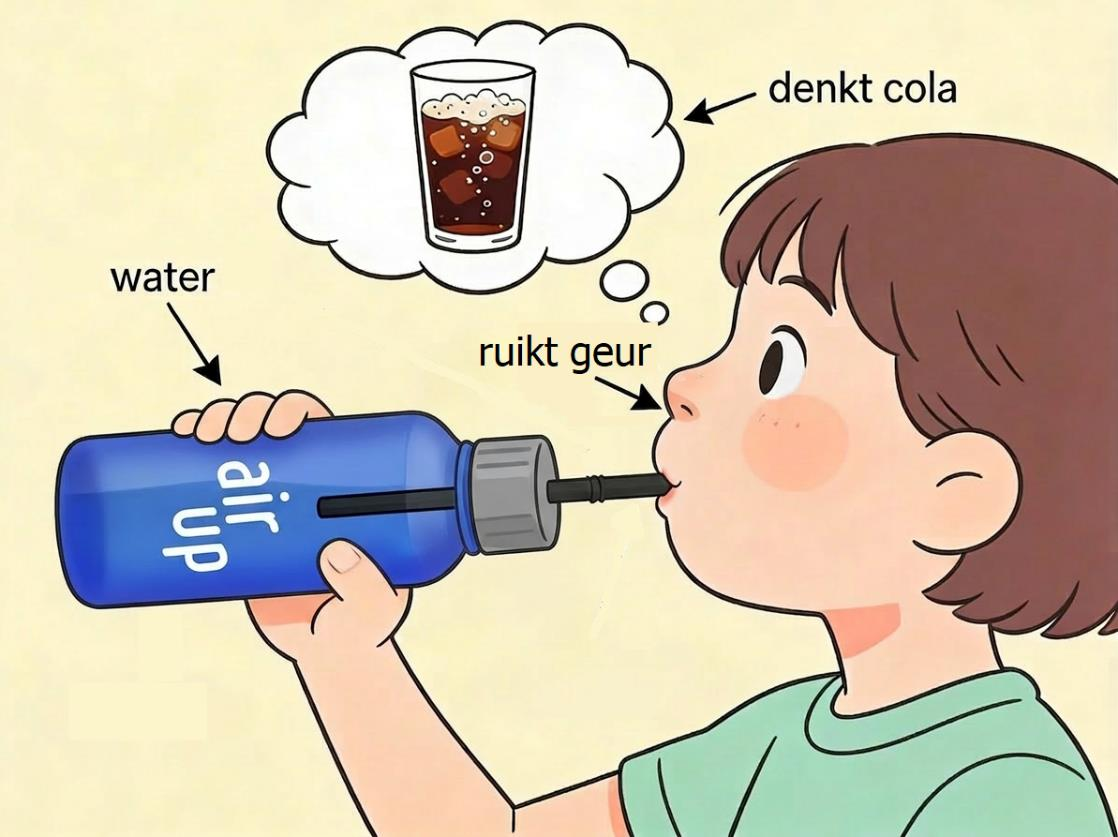 denkt cola
water
ruikt geur
air
up